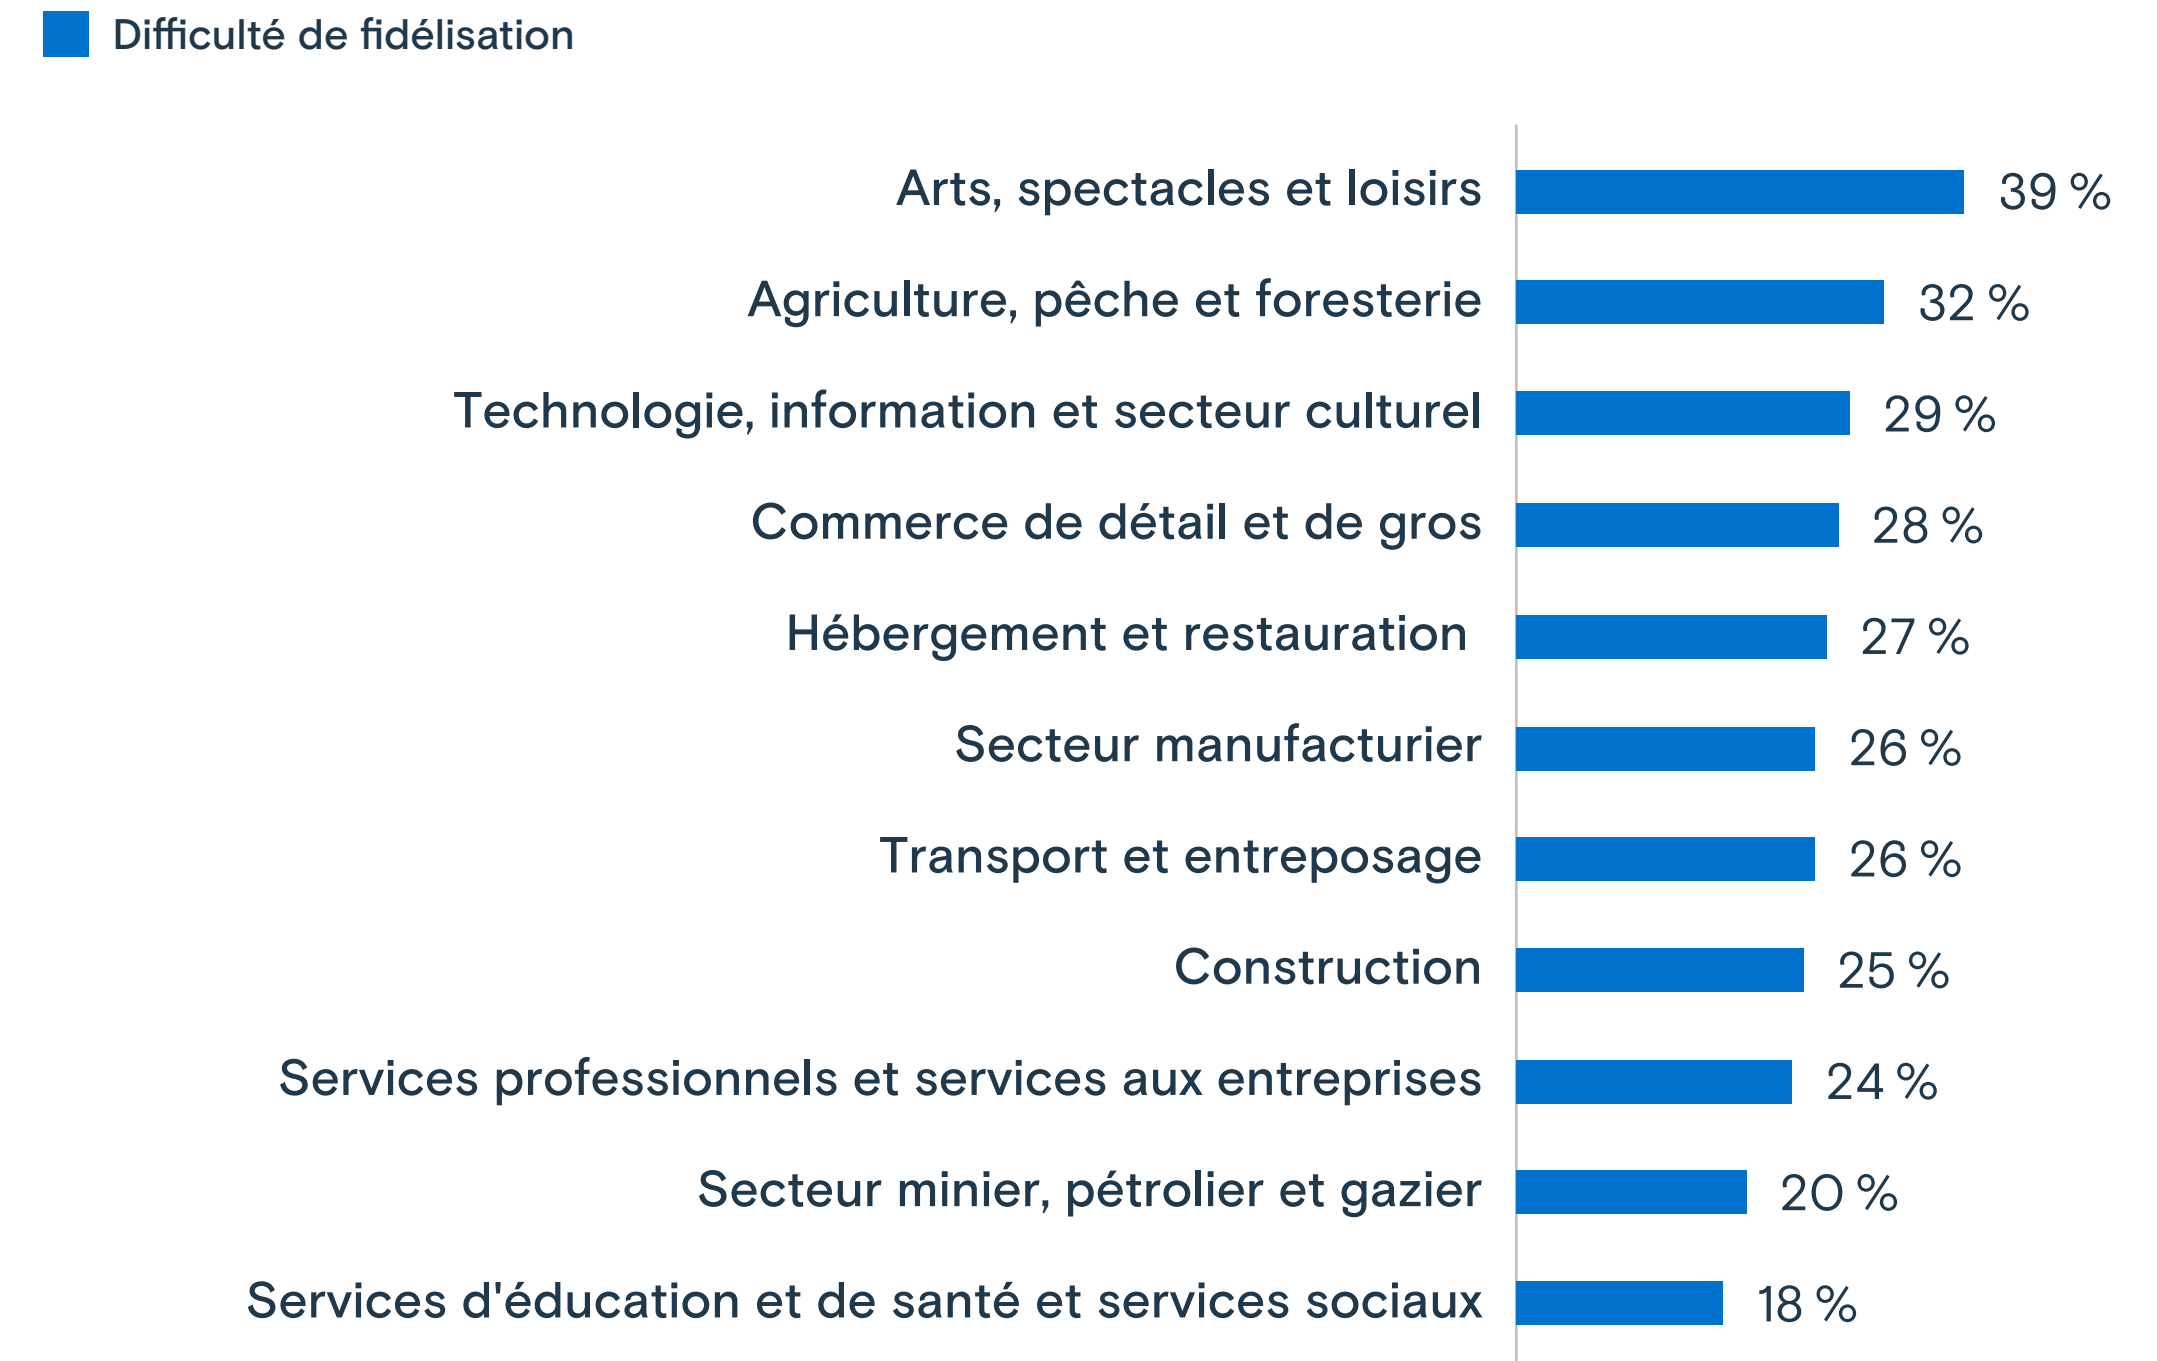 Difficulté de fidélisation
Arts, spectacles et loisirs 39 %
Agriculture, pêche et foresterie 32 %
Technologie, information et secteur culturel 29 %
Commerce de détail et de gros 28 %
Hébergement et restauration 27 %
Secteur manufacturier 26 %
Transport et entreposage 26 %
Construction 25 %
Services professionnels et services aux entreprises 24 %
Secteur minier, pétrolier et gazier 20 %
Services d'éducation et de santé et services sociaux 18 %